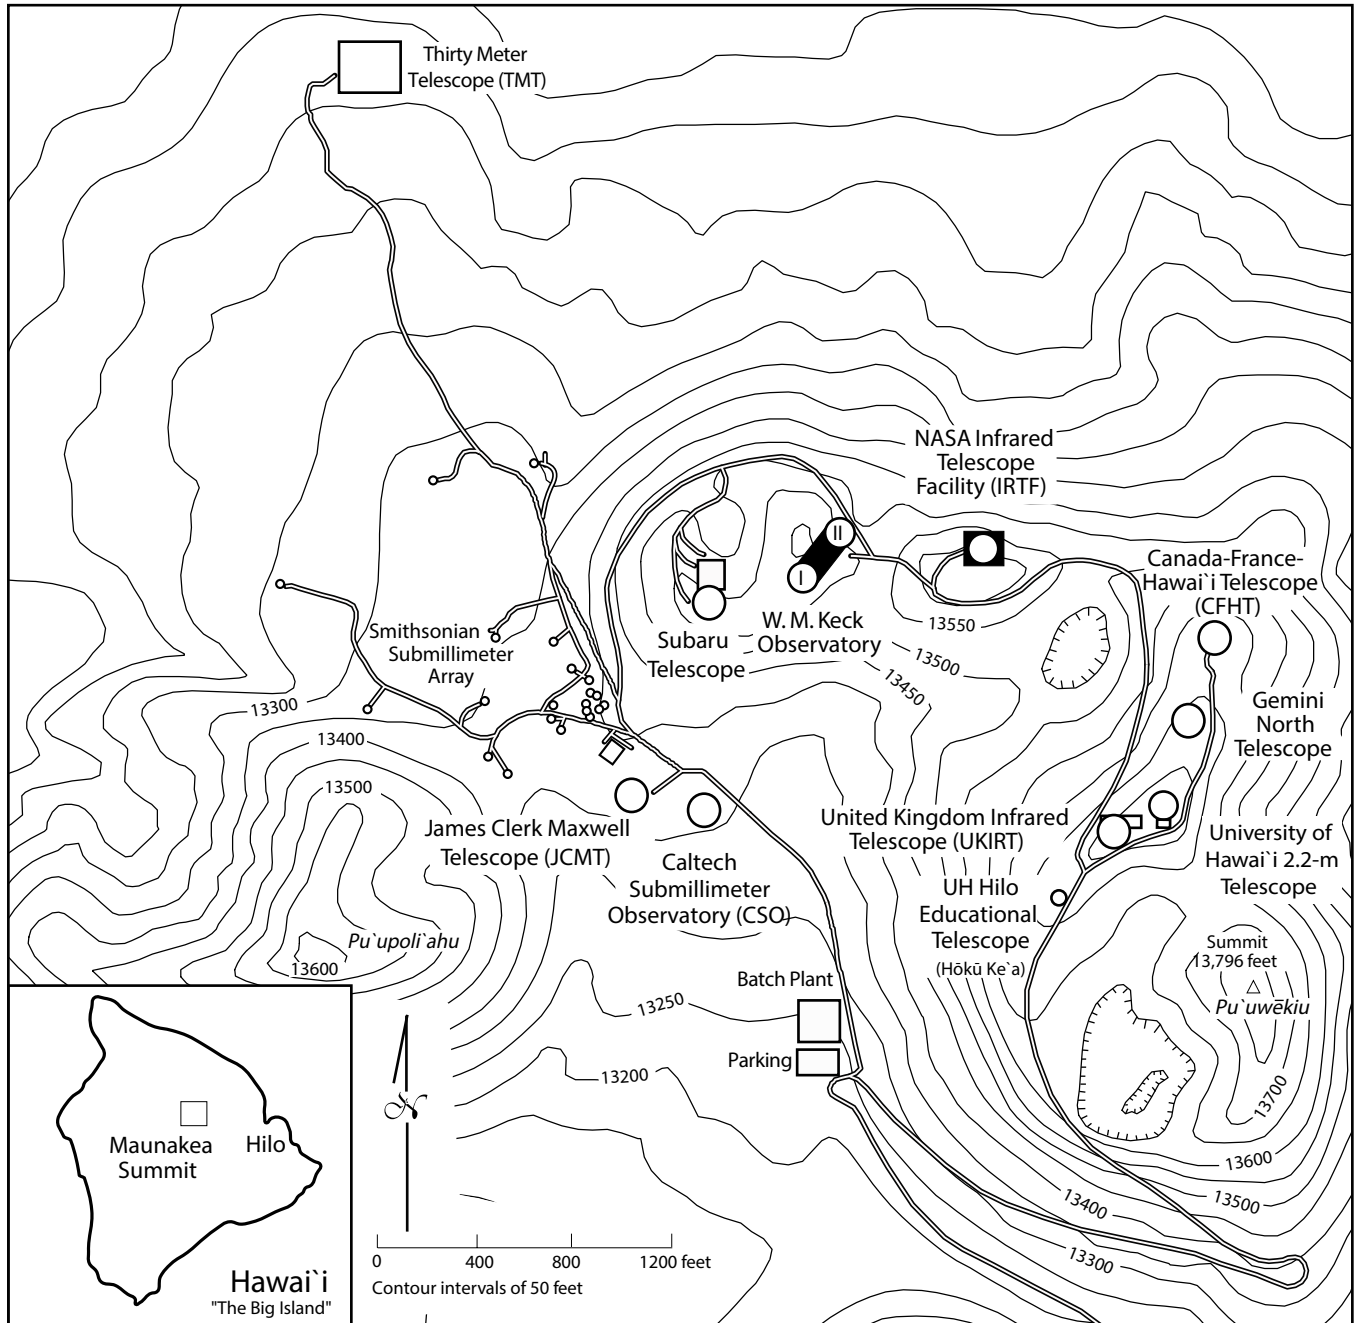 Thirty Meter
Telescope (TMT)
NASA Infrared
Telescope
Facility (IRTF)
II
I
Canada-France-
Hawai`i Telescope
(CFHT)
W. M. Keck
Observatory
Subaru
Telescope
13550
13500
13450
Smithsonian
Submillimeter
Array
13300
13400
13500
Gemini
North
Telescope
James Clerk Maxwell
Telescope (JCMT)
United Kingdom Infrared
Telescope (UKIRT)
University of
Hawai`i 2.2-m
Telescope
Caltech
Submillimeter
Observatory (CSO)
UH Hilo
Educational
Telescope
(Hōkū Ke`a)
Pu`upoli`ahu
13600
Summit
13,796 feet
Pu`uwēkiu
Batch Plant
13250
Parking
13200
13700
13600
13500
13400
13300
N
Maunakea
Summit
Hilo
Hawai`i
"The Big Island"
0 400 800 1200 feet
Contour intervals of 50 feet